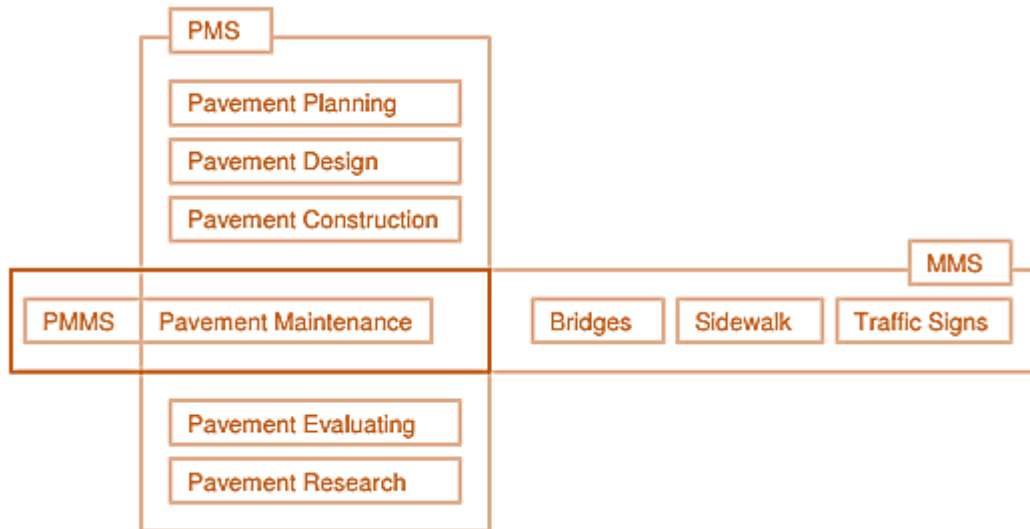 PMS
Pavement Planning
Pavement Design
Pavement Construction
MMS
PMMS Pavement Maintenance Bridges Sidewalk Traffic Signs
Pavement Evaluating
Pavement Research